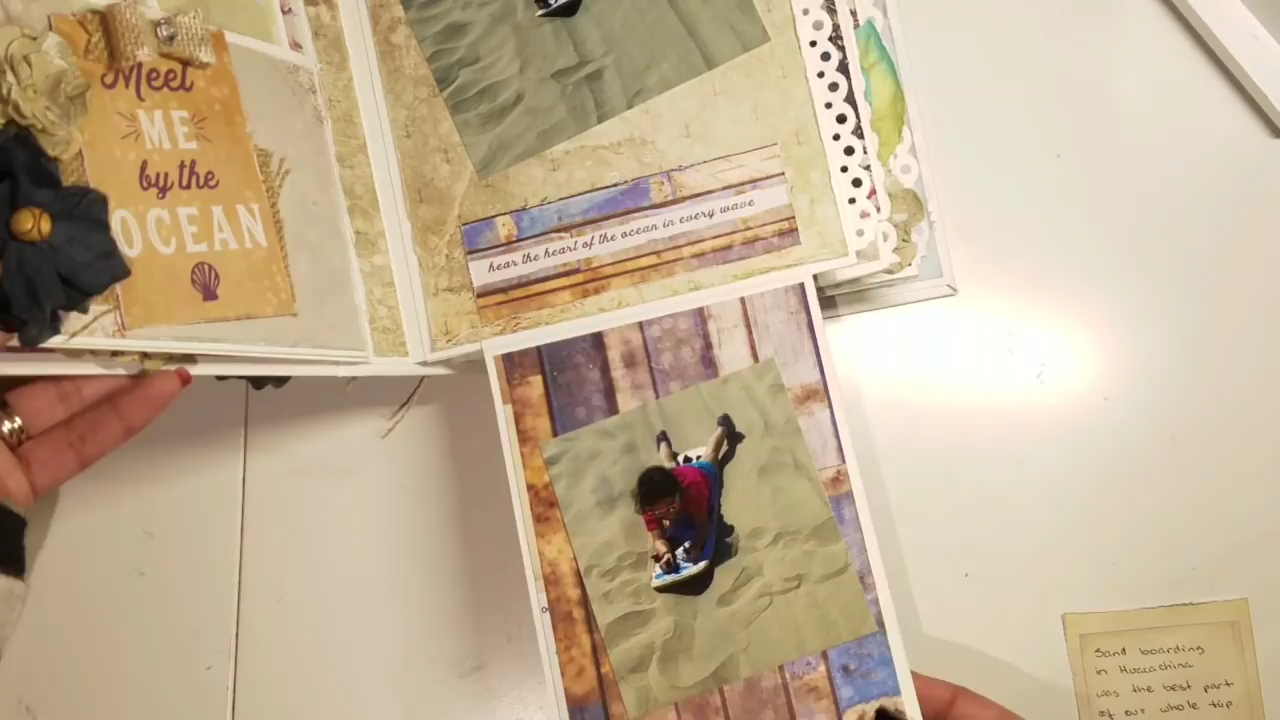 Meet
ME
by the
OCEAN
hear the heart of the ocean in every wave
Sand boarding
in Huacachina
was the best part
of our whole trip.